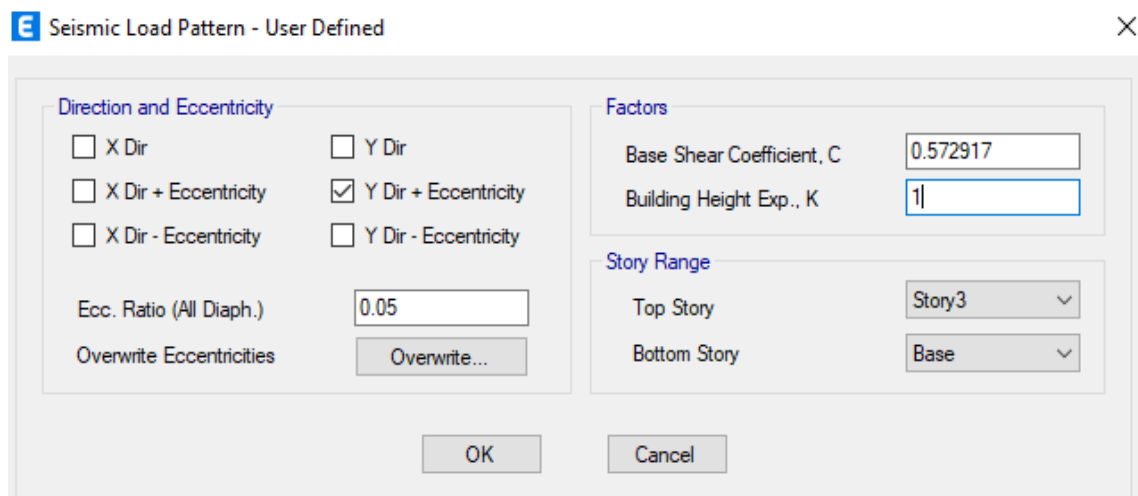 E Seismic Load Pattern - User Defined
Direction and Eccentricity
X Dir
Y Dir
X Dir + Eccentricity
Y Dir + Eccentricity
X Dir - Eccentricity
Y Dir - Eccentricity
Ecc. Ratio (All Diaph.)
0.05
Overwrite Eccentricities
Overwrite...
Factors
Base Shear Coefficient, C
0.572917
Building Height Exp., K
1
Story Range
Top Story
Story3
Bottom Story
Base
OK
Cancel